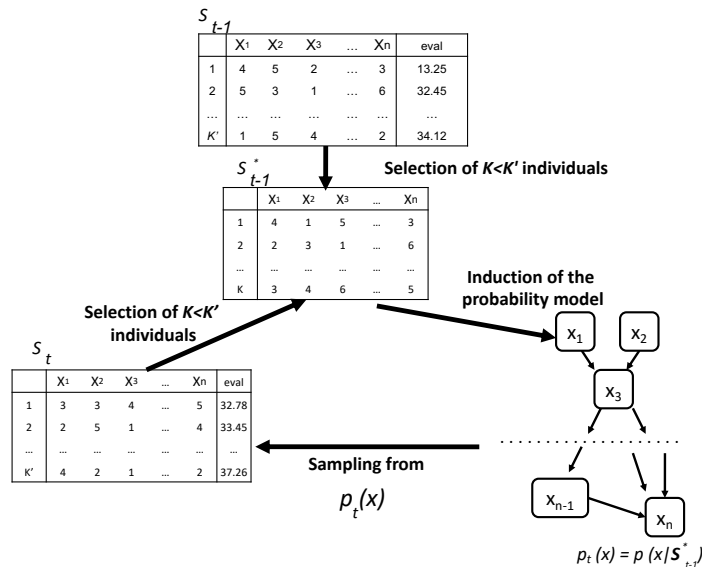 S t-1
X1 X2 X3 ... Xn eval
1 4 5 2 ... 3 13.25
2 5 3 1 ... 6 32.45
... ... ... ... ...
K' 1 5 4 ... 2 34.12
S * t-1
Selection of K<K' individuals
X1 X2 X3 ... Xn
1 4 1 5 ... 3
2 2 3 1 ... 6
... ... ... ... ...
K 3 4 6 ... 5
Induction of the
probability model
Selection of K<K'
individuals
x1 x2
x3
S t
X1 X2 X3 ... Xn eval
1 3 3 4 ... 5 32.78
2 2 5 1 ... 4 33.45
... ... ... ... ... ...
K' 4 2 1 ... 2 37.26
Sampling from
pt(x)
xn-1
xn
pt (x) = p (x|S*t-1)